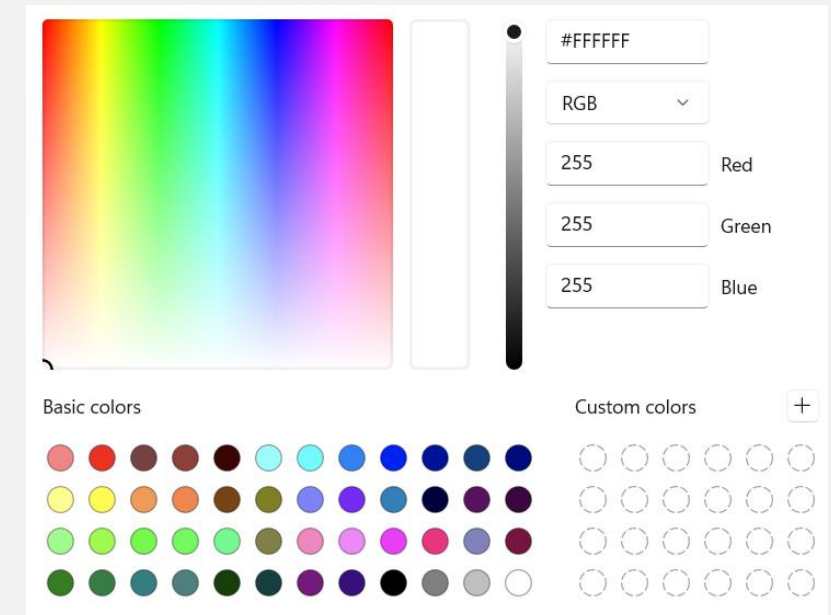 #FFFFFF
RGB
255 Red
255 Green
255 Blue
Basic colors
Custom colors